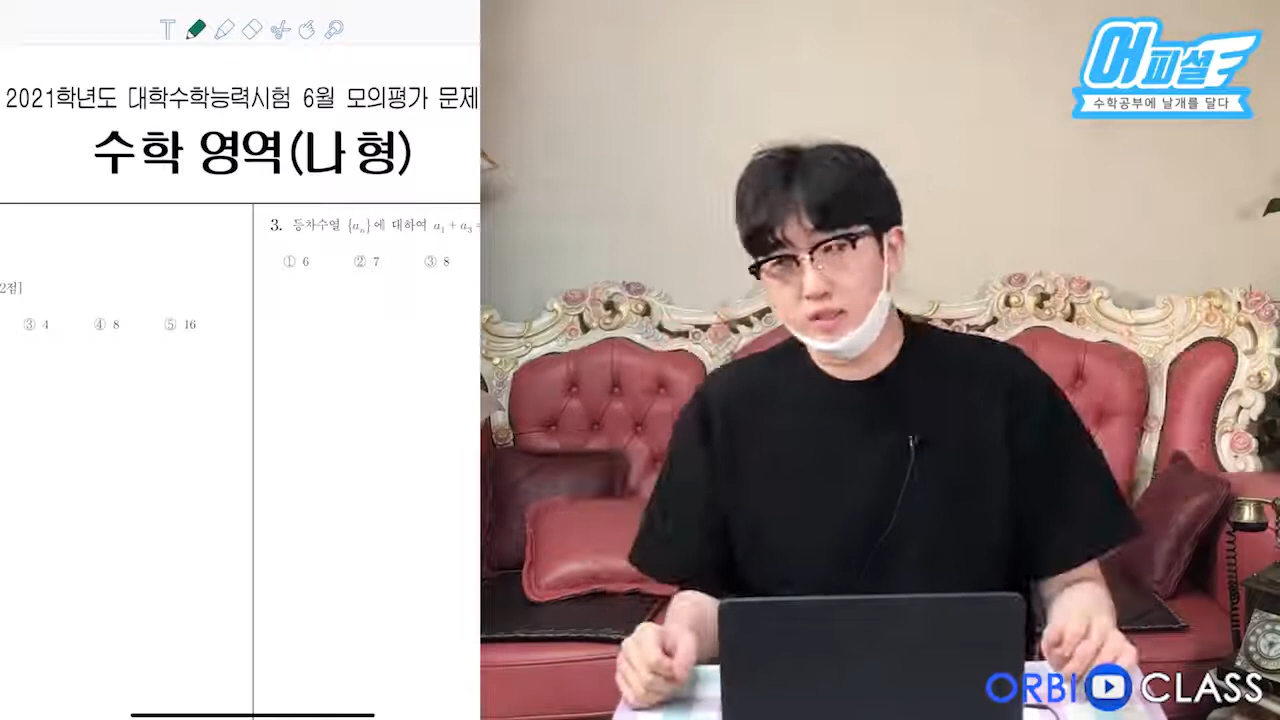 2021학년도 대학수학능력시험 6월 모의평가 문제
수학 영역(나형)
2점]
③ 4 ④ 8 ⑤ 16
3. 등차수열 {aₙ}에 대하여 a₁ + a₃ =
① 6 ② 7 ③ 8
어피셜
수학공부에 날개를 달다
ORBI CLASS